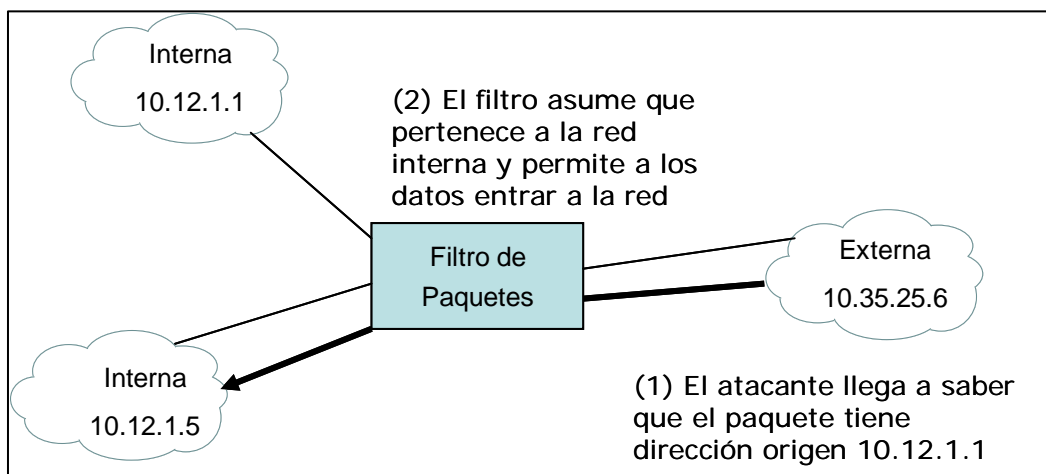 Interna
10.12.1.1
(2) El filtro asume que
pertenece a la red
interna y permite a los
datos entrar a la red
Filtro de
Paquetes
Externa
10.35.25.6
Interna
10.12.1.5
(1) El atacante llega a saber
que el paquete tiene
dirección origen 10.12.1.1